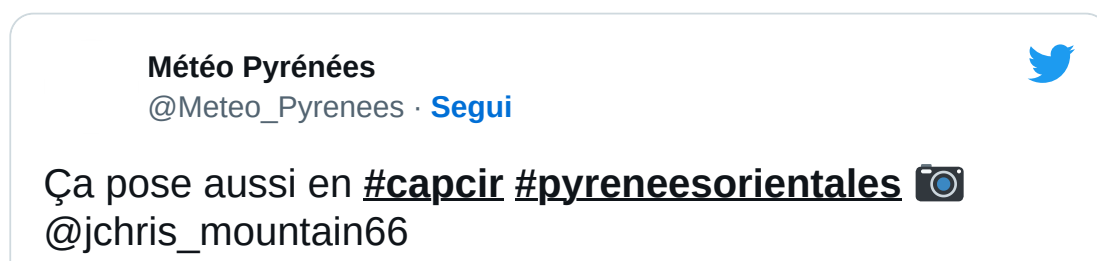 Météo Pyrénées
@Meteo_Pyrenees · Segui
Ça pose aussi en #capcir #pyreneesorientales 📷
@jchris_mountain66